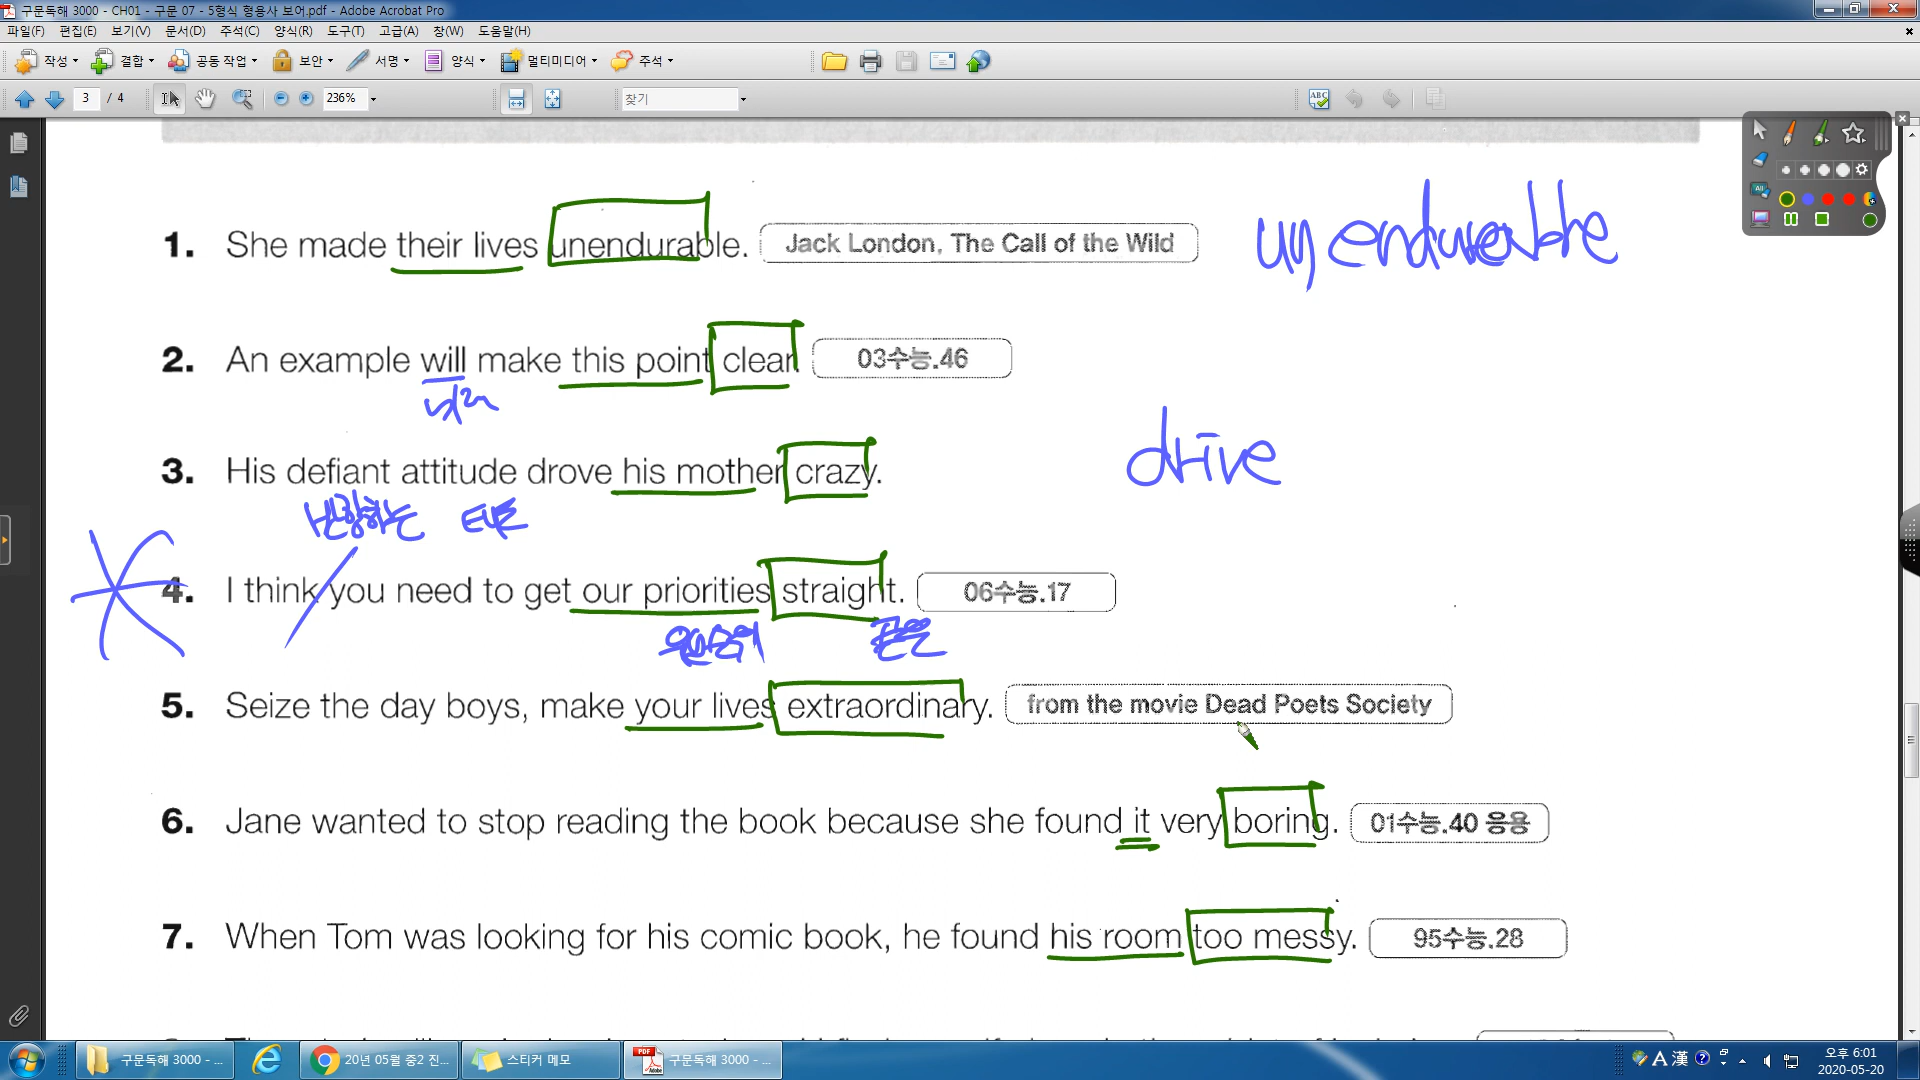 구문독해 3000 - CH01 - 구문 07 - 5형식 형용사 보어.pdf - Adobe Acrobat Pro
파일(F) 편집(E) 보기(V) 문서(D) 주석(C) 양식(R) 도구(T) 고급(A) 창(W) 도움말(H)
작성 결합 공동 작업 보안 서명 양식 멀티미디어 주석
3 / 4 236% 찾기
1. She made their lives unendurable. Jack London, The Call of the Wild
2. An example will make this point clear. 03수능.46
3. His defiant attitude drove his mother crazy. drive
반항하는 태도
4. I think you need to get our priorities straight. 06수능.17
우선순위 곧은
5. Seize the day boys, make your lives extraordinary. from the movie Dead Poets Society
6. Jane wanted to stop reading the book because she found it very boring. 01수능.40 응용
7. When Tom was looking for his comic book, he found his room too messy. 95수능.28
구문독해 3000 - ... 20년 05월 중2 진... 스티커 메모 구문독해 3000 - ... A 漢 오후 6:01
2020-05-20